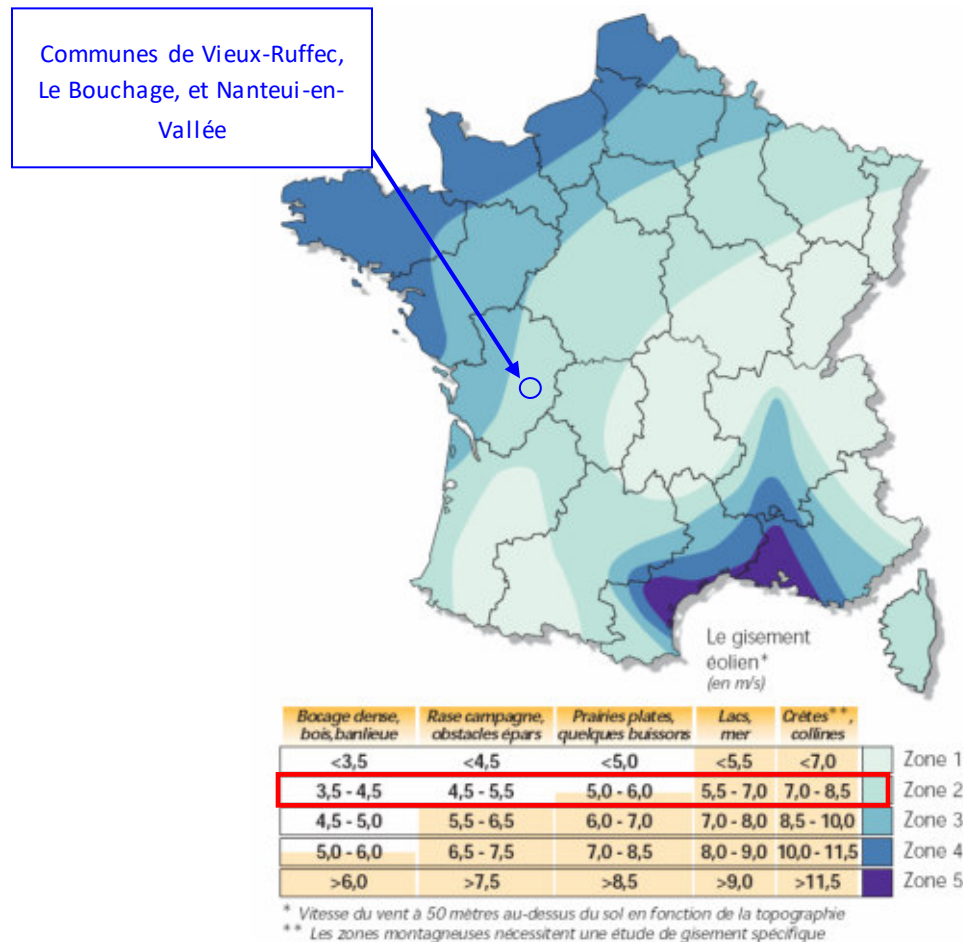 Communes de Vieux-Ruffec,
Le Bouchage, et Nanteui-en-
Vallée
Le gisement
éolien*
(en m/s)
Bocage dense, bois, banlieue Rase campagne, obstacles épars Prairies plates, quelques buissons Lacs, mer Crêtes**, collines
<3,5 <4,5 <5,0 <5,5 <7,0 Zone 1
3,5 - 4,5 4,5 - 5,5 5,0 - 6,0 5,5 - 7,0 7,0 - 8,5 Zone 2
4,5 - 5,0 5,5 - 6,5 6,0 - 7,0 7,0 - 8,0 8,5 - 10,0 Zone 3
5,0 - 6,0 6,5 - 7,5 7,0 - 8,5 8,0 - 9,0 10,0 - 11,5 Zone 4
>6,0 >7,5 >8,5 >9,0 >11,5 Zone 5
* Vitesse du vent à 50 mètres au-dessus du sol en fonction de la topographie
** Les zones montagneuses nécessitent une étude de gisement spécifique